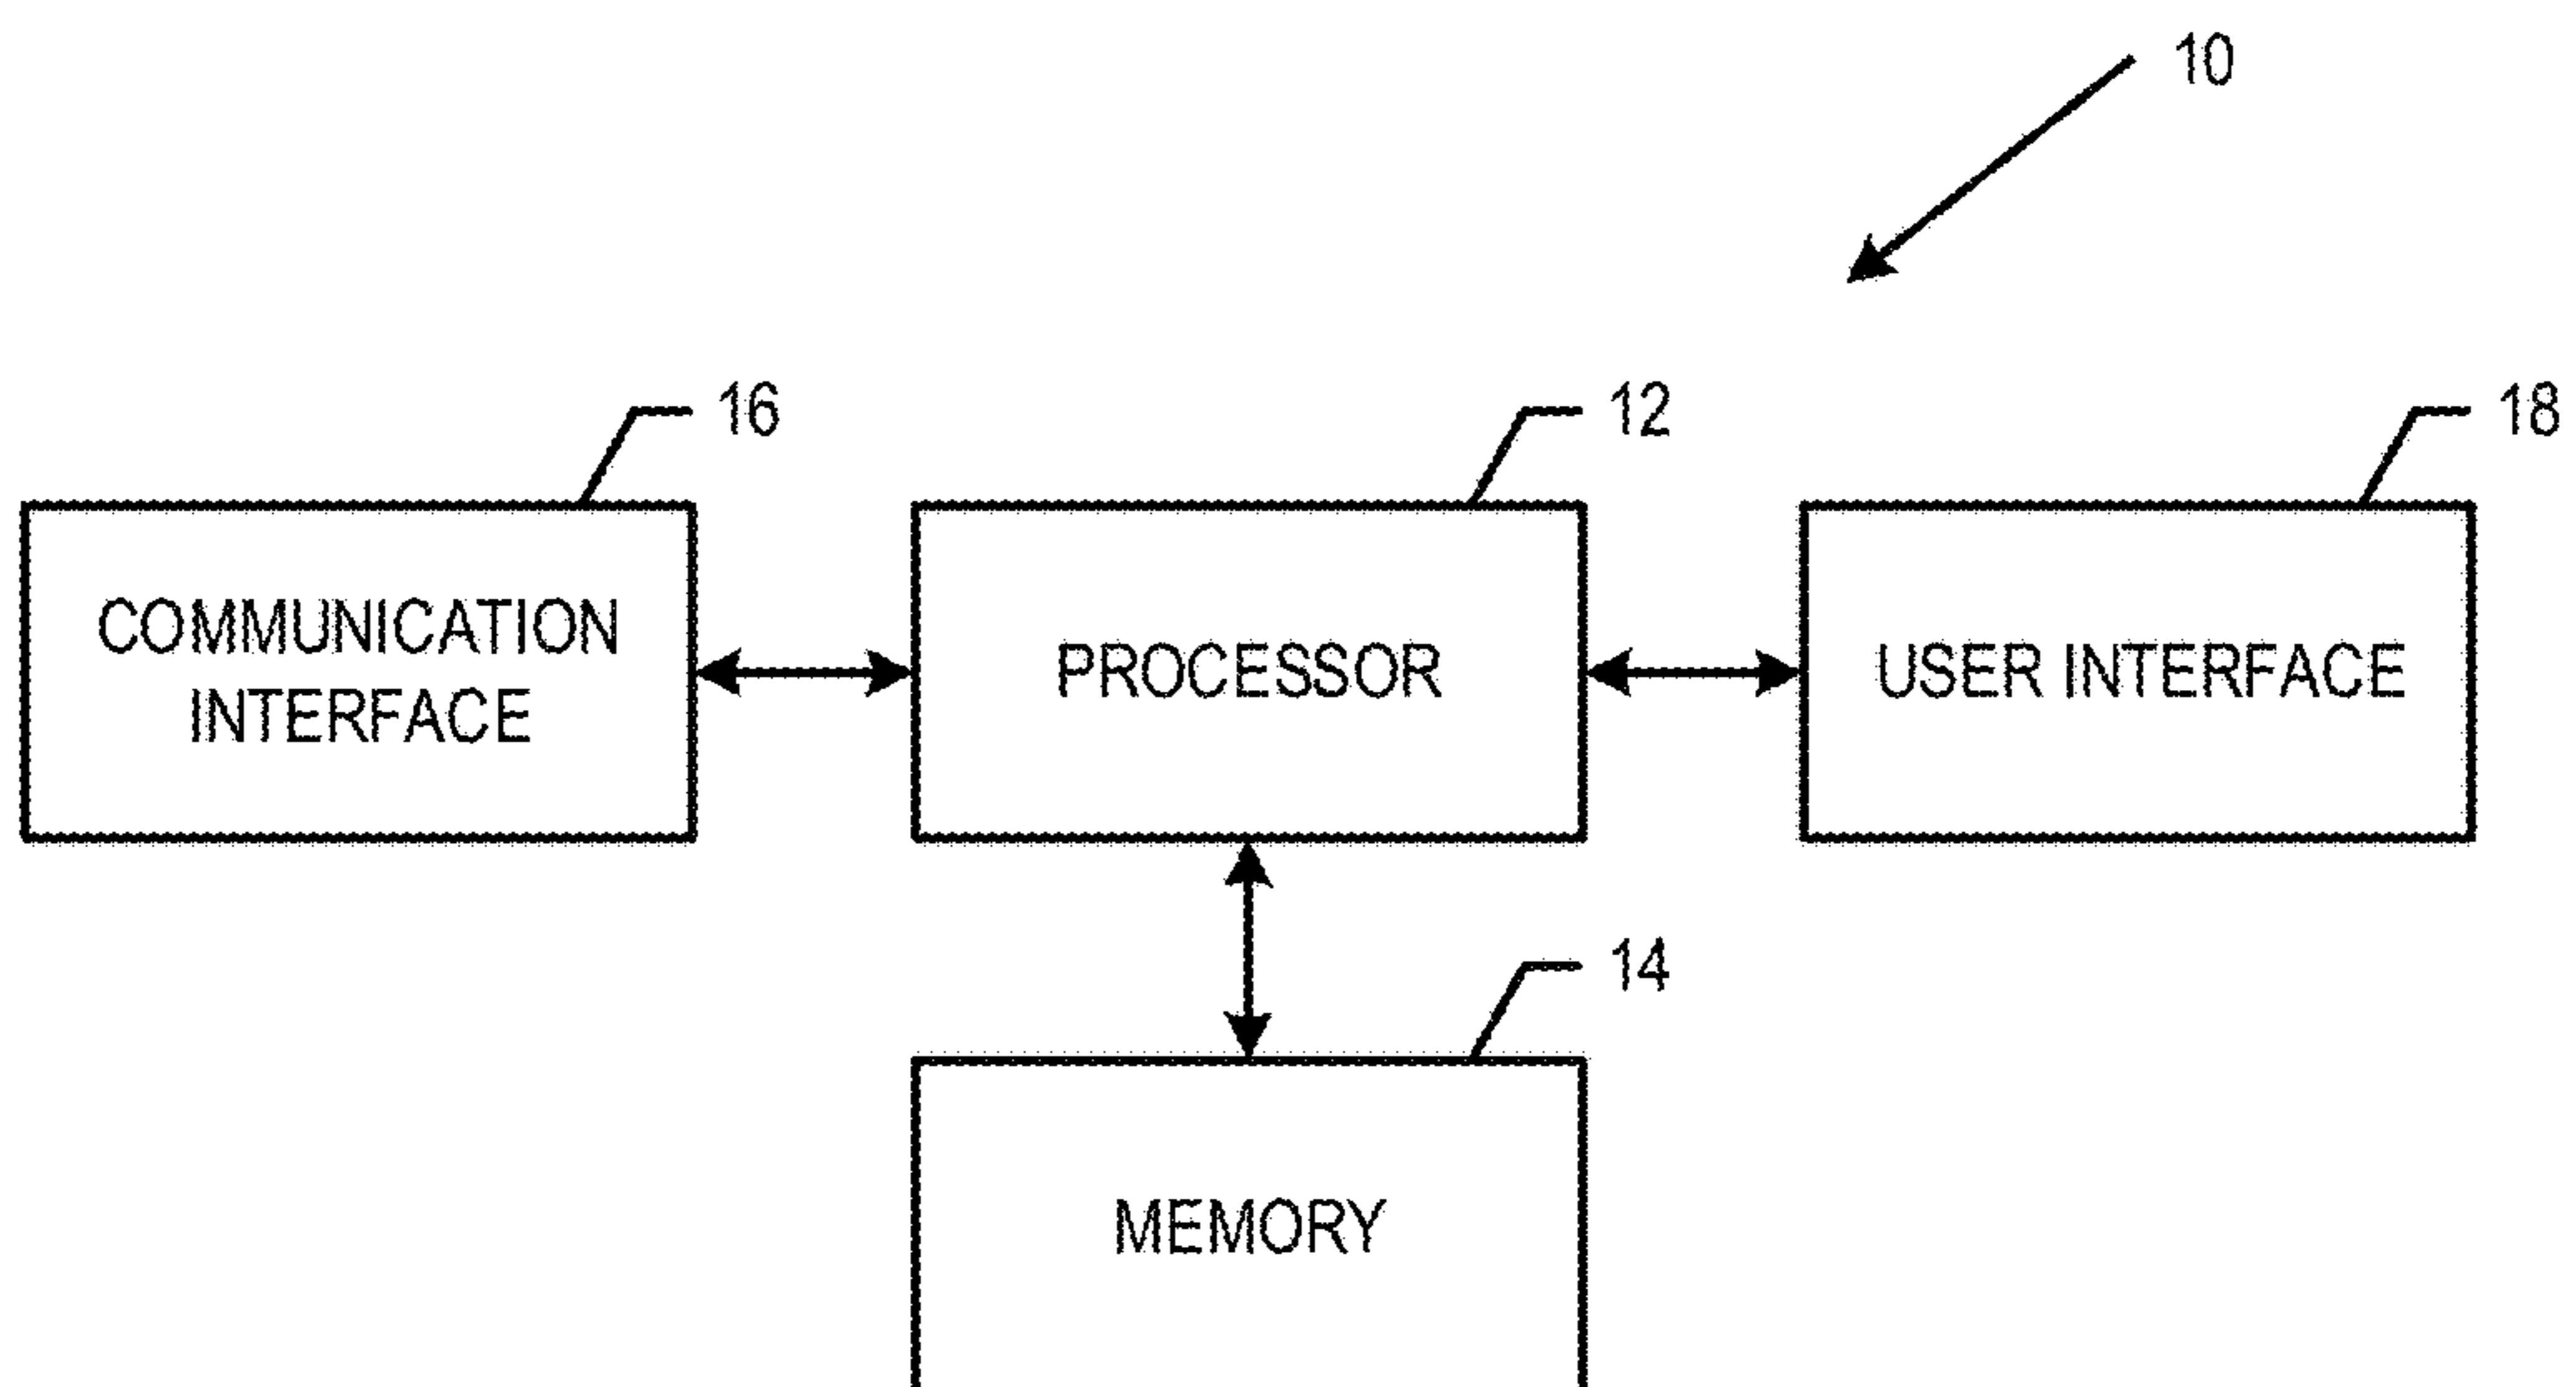 10
16
12
18
COMMUNICATION
INTERFACE
PROCESSOR
USER INTERFACE
14
MEMORY